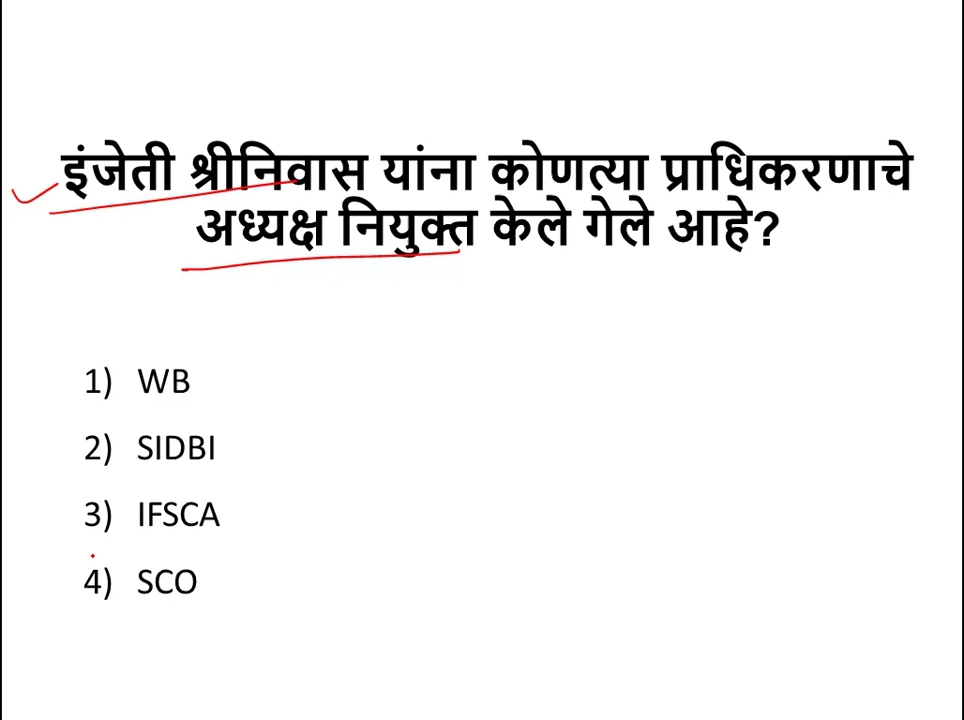 इंजेती श्रीनिवास यांना कोणत्या प्राधिकरणाचे
अध्यक्ष नियुक्त केले गेले आहे?
1) WB
2) SIDBI
3) IFSCA
4) SCO